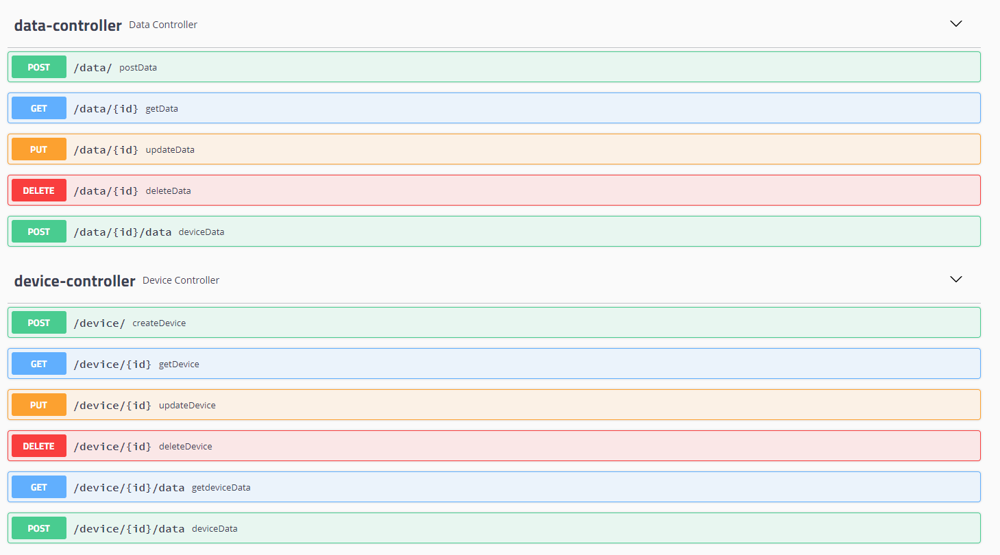 data-controller Data Controller
POST /data/ postData
GET /data/{id} getData
PUT /data/{id} updateData
DELETE /data/{id} deleteData
POST /data/{id}/data deviceData
device-controller Device Controller
POST /device/ createDevice
GET /device/{id} getDevice
PUT /device/{id} updateDevice
DELETE /device/{id} deleteDevice
GET /device/{id}/data getdeviceData
POST /device/{id}/data deviceData